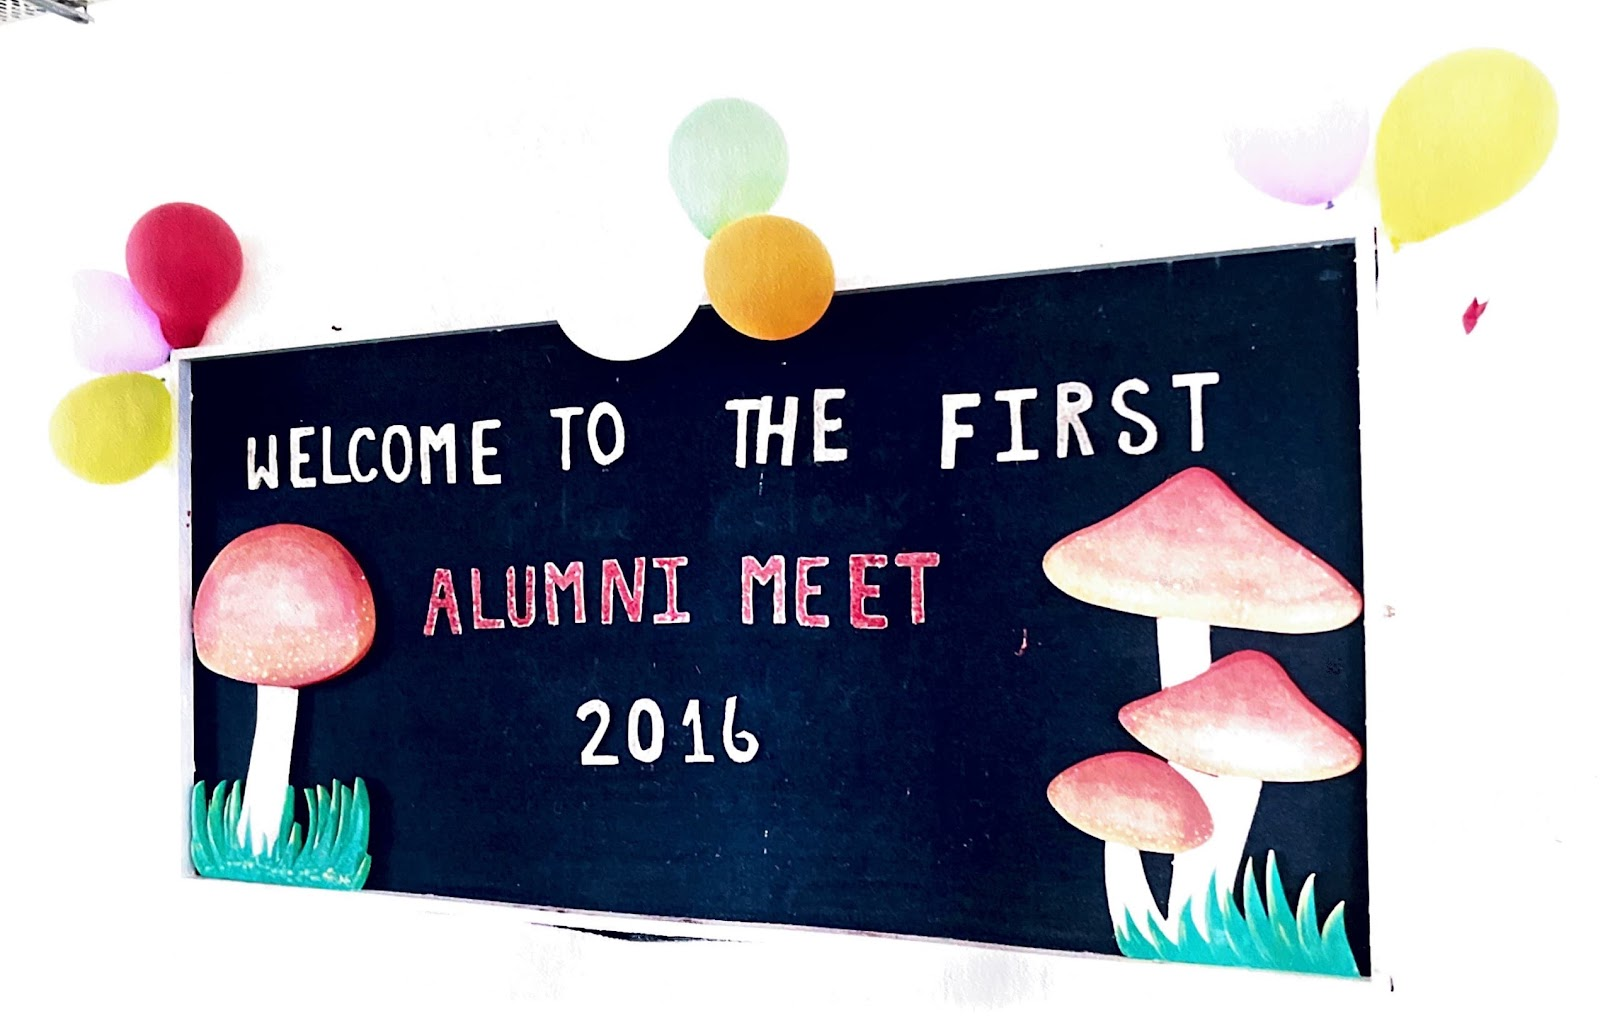 WELCOME TO THE FIRST
ALUMNI MEET
2016